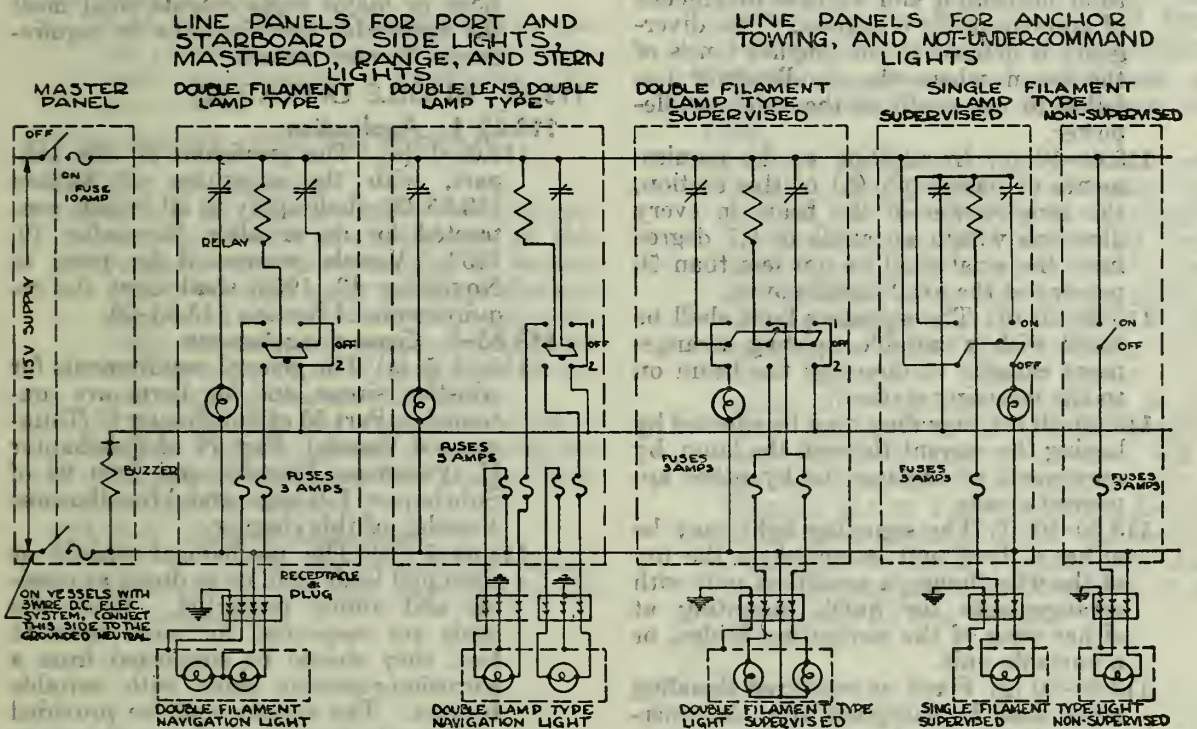 LINE PANELS FOR PORT AND
STARBOARD SIDE LIGHTS,
MASTHEAD, RANGE, AND STERN
LIGHTS
LINE PANELS FOR ANCHOR
TOWING, AND NOT-UNDER-COMMAND
LIGHTS
MASTER
PANEL
DOUBLE FILAMENT
LAMP TYPE
DOUBLE LENS, DOUBLE
LAMP TYPE
DOUBLE FILAMENT
LAMP TYPE
SUPERVISED
SINGLE FILAMENT
LAMP TYPE
SUPERVISED
NON-SUPERVISED
OFF
ON
FUSE
10 AMP
115V SUPPLY
RELAY
1
OFF
2
1
OFF
2
1
OFF
2
ON
OFF
ON
OFF
BUZZER
FUSES
3 AMPS
FUSES
3 AMPS
FUSES
3 AMPS
FUSES
3 AMPS
FUSES
3 AMPS
RECEPTACLE
&
PLUG
ON VESSELS WITH
3 WIRE D.C. ELEC.
SYSTEM, CONNECT
THIS SIDE TO THE
GROUNDED NEUTRAL
DOUBLE FILAMENT
NAVIGATION LIGHT
DOUBLE LAMP TYPE
NAVIGATION LIGHT
DOUBLE FILAMENT TYPE
LIGHT SUPERVISED
SINGLE FILAMENT TYPE LIGHT
SUPERVISED NON-SUPERVISED